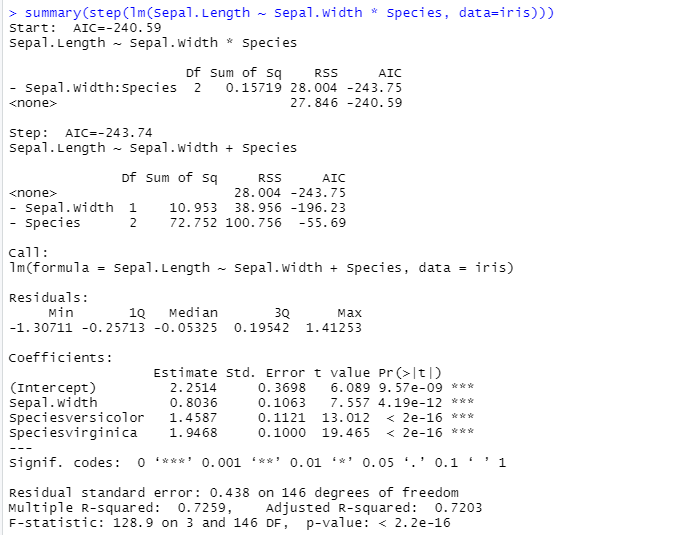 > summary(step(lm(Sepal.Length ~ Sepal.Width * Species, data=iris)))
Start:  AIC=-240.59
Sepal.Length ~ Sepal.Width * Species

                      Df Sum of Sq    RSS     AIC
- Sepal.Width:Species  2   0.15719 28.004 -243.75
<none>                             27.846 -240.59

Step:  AIC=-243.74
Sepal.Length ~ Sepal.Width + Species

              Df Sum of Sq     RSS     AIC
<none>                      28.004 -243.75
- Sepal.Width  1    10.953  38.956 -196.23
- Species      2    72.752 100.756  -55.69

Call:
lm(formula = Sepal.Length ~ Sepal.Width + Species, data = iris)

Residuals:
     Min       1Q   Median       3Q      Max
-1.30711 -0.25713 -0.05325  0.19542  1.41253

Coefficients:
                  Estimate Std. Error t value Pr(>|t|)
(Intercept)         2.2514     0.3698   6.089 9.57e-09 ***
Sepal.Width         0.8036     0.1063   7.557 4.19e-12 ***
Speciesversicolor   1.4587     0.1121  13.012  < 2e-16 ***
Speciesvirginica    1.9468     0.1000  19.465  < 2e-16 ***
---
Signif. codes:  0 ‘***’ 0.001 ‘**’ 0.01 ‘*’ 0.05 ‘.’ 0.1 ‘ ’ 1

Residual standard error: 0.438 on 146 degrees of freedom
Multiple R-squared:  0.7259,    Adjusted R-squared:  0.7203
F-statistic: 128.9 on 3 and 146 DF,  p-value: < 2.2e-16